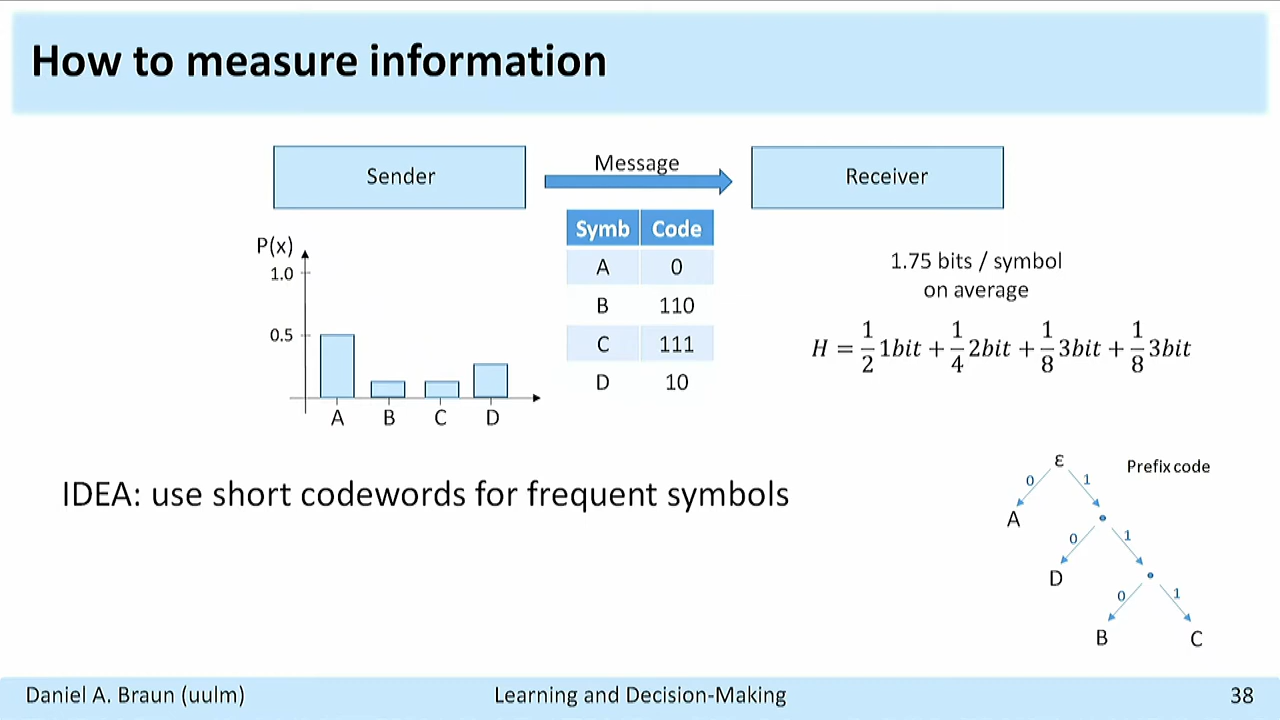 How to measure information
Sender
Message
Receiver
Symb Code
A 0
B 110
C 111
D 10
P(x)
1.0
0.5
A B C D
1.75 bits / symbol
on average
H = 1/2 1bit + 1/4 2bit + 1/8 3bit + 1/8 3bit
IDEA: use short codewords for frequent symbols
Prefix code
ε
0 1
A
0 1
D
0 1
B C
Daniel A. Braun (uulm) Learning and Decision-Making 38